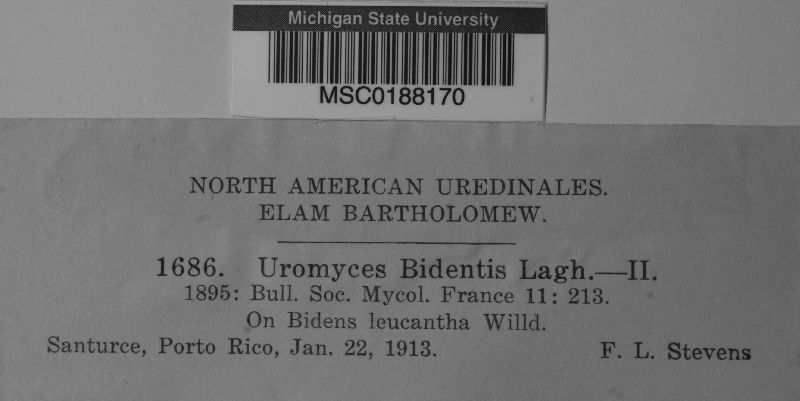 Michigan State University
MSC0188170
NORTH AMERICAN UREDINALES.
ELAM BARTHOLOMEW.
1686. Uromyces Bidentis Lagh.—II.
1895: Bull. Soc. Mycol. France 11: 213.
On Bidens leucantha Willd.
Santurce, Porto Rico, Jan. 22, 1913. F. L. Stevens